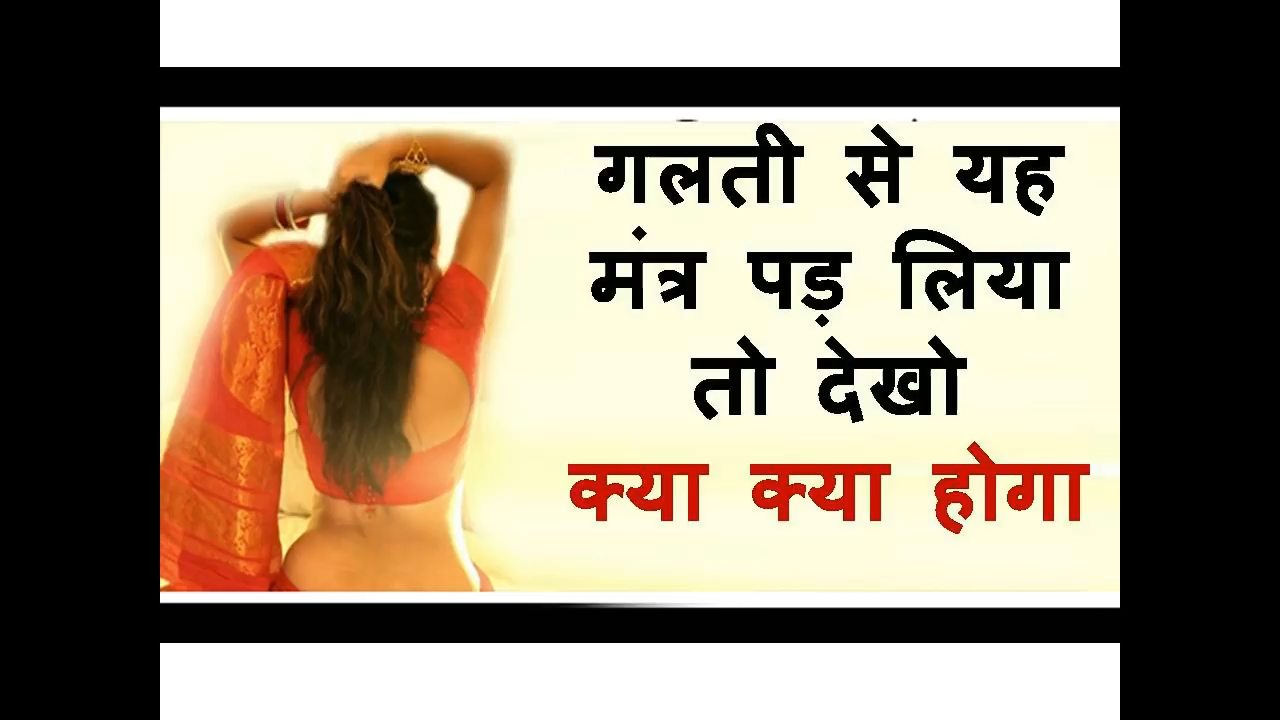 गलती से यह
मंत्र पड़ लिया
तो देखो
क्या क्या होगा